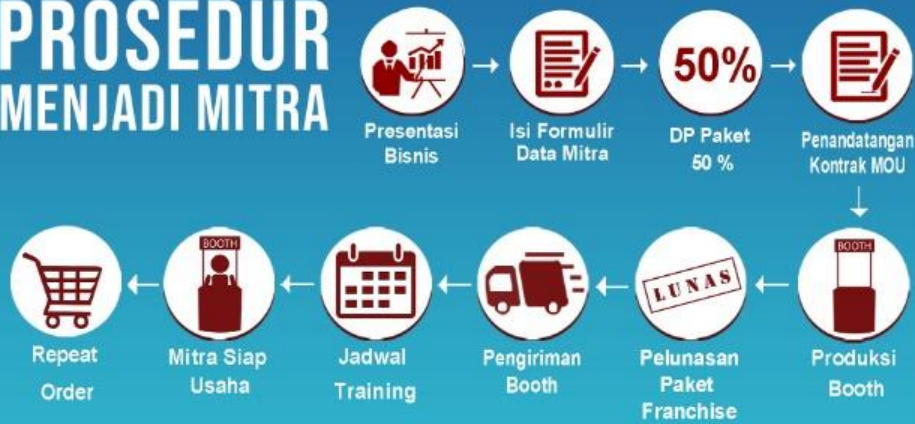 PROSEDUR
MENJADI MITRA
Presentasi
Bisnis
Isi Formulir
Data Mitra
50%
DP Paket
50 %
Penandatangan
Kontrak MOU
BOOTH
Produksi
Booth
LUNAS
Pelunasan
Paket
Franchise
Pengiriman
Booth
Jadwal
Training
BOOTH
Mitra Siap
Usaha
Repeat
Order